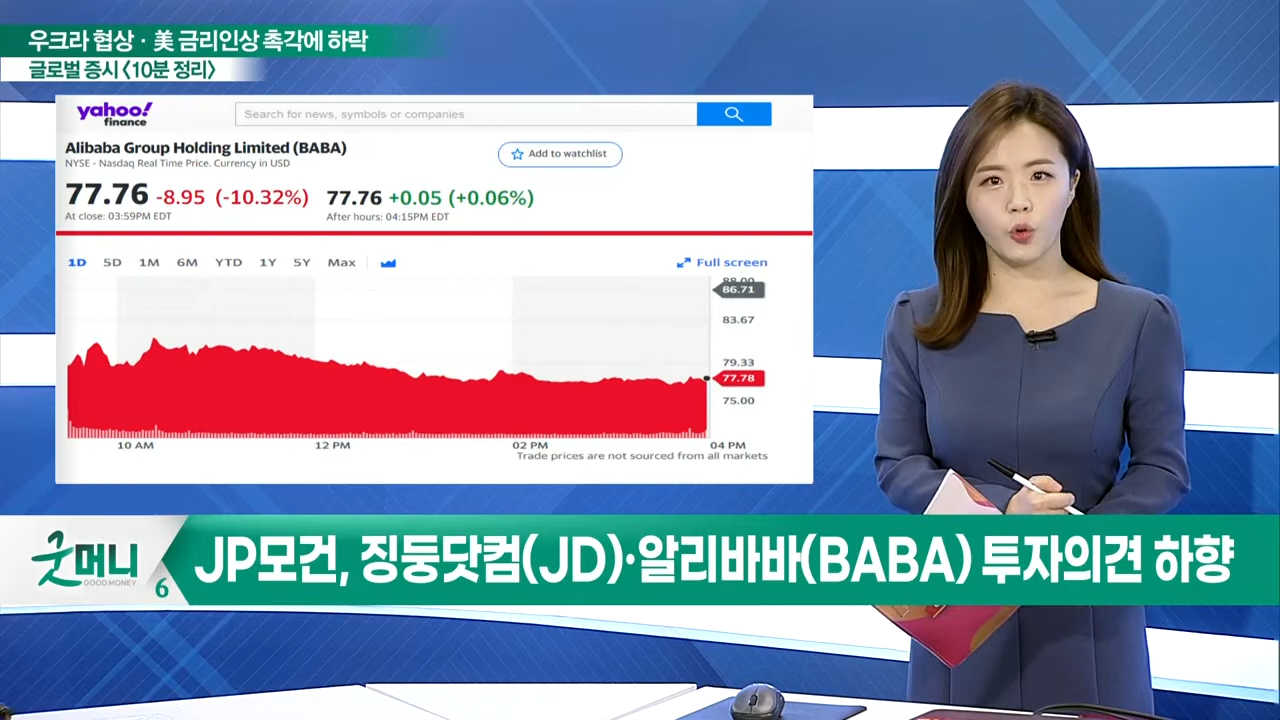 우크라 협상 · 美 금리인상 촉각에 하락
글로벌 증시 <10분 정리>
yahoo!
finance
Search for news, symbols or companies
Alibaba Group Holding Limited (BABA)
NYSE - Nasdaq Real Time Price. Currency in USD
Add to watchlist
77.76 -8.95 (-10.32%)
At close: 03:59PM EDT
77.76 +0.05 (+0.06%)
After hours: 04:15PM EDT
1D 5D 1M 6M YTD 1Y 5Y Max
Full screen
88.00
86.71
83.67
79.33
77.78
75.00
10 AM 12 PM 02 PM 04 PM
Trade prices are not sourced from all markets
굿머니
GOOD MONEY
6
JP모건, 징둥닷컴(JD)·알리바바(BABA) 투자의견 하향